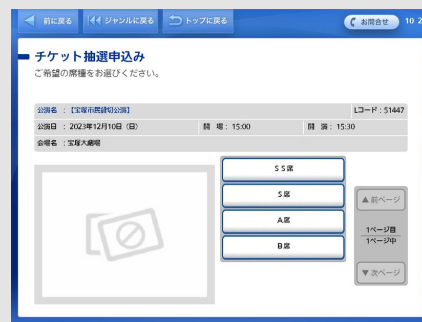 前に戻る ジャンルに戻る トップに戻る お問合せ 10 2
チケット抽選申込み
ご希望の席種をお選びください。
公演名 : 【宝塚市民貸切公演】 Lコード : 51447
公演日 : 2023年12月10日 (日) 開 場 : 15:00 開 演 : 15:30
会場名 : 宝塚大劇場
SS席
S席
A席
B席
▲前ページ
1ページ目
1ページ中
▼次ページ